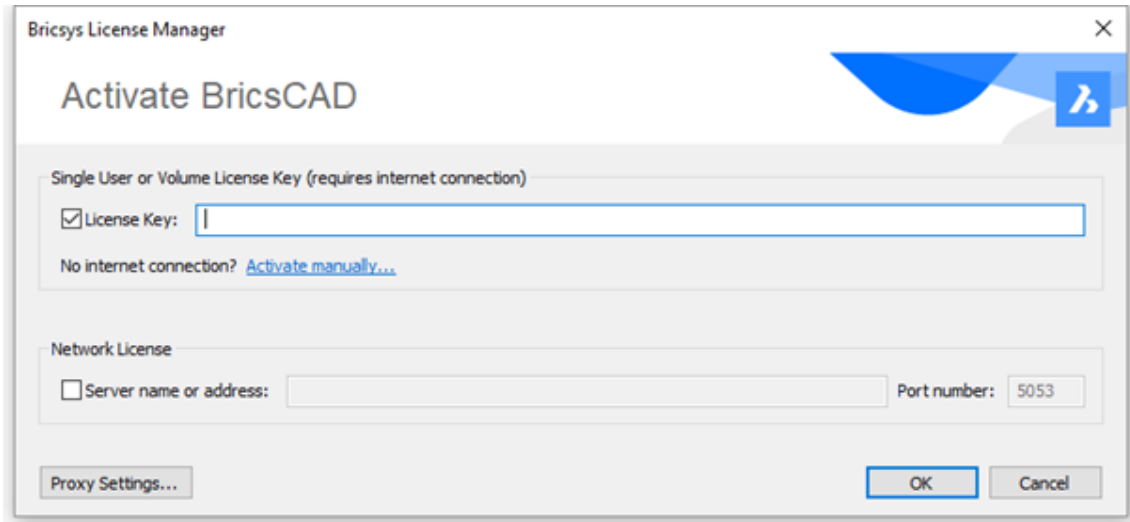 Bricsys License Manager
Activate BricsCAD
Single User or Volume License Key (requires internet connection)
License Key:
No internet connection? Activate manually...
Network License
Server name or address: Port number: 5053
Proxy Settings... OK Cancel